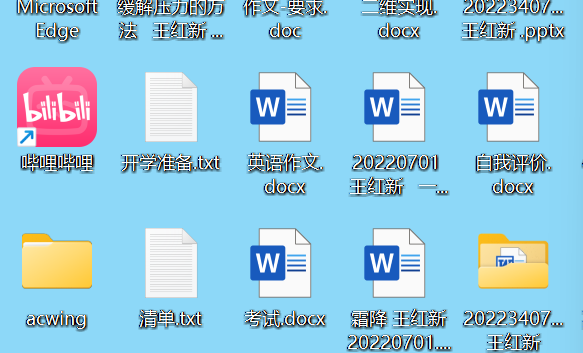 Microsoft
Edge
缓解压力的方
法 王红新 ...
作文-要求.
doc
二维实现.
docx
20223407...
王红新 .pptx
bilibili
哔哩哔哩
开学准备.txt
W
英语作文.
docx
W
20220701
王红新 一...
W
自我评价.
docx
acwing
清单.txt
W
考试.docx
W
霜降 王红新
20220701....
W
20223407...
王红新